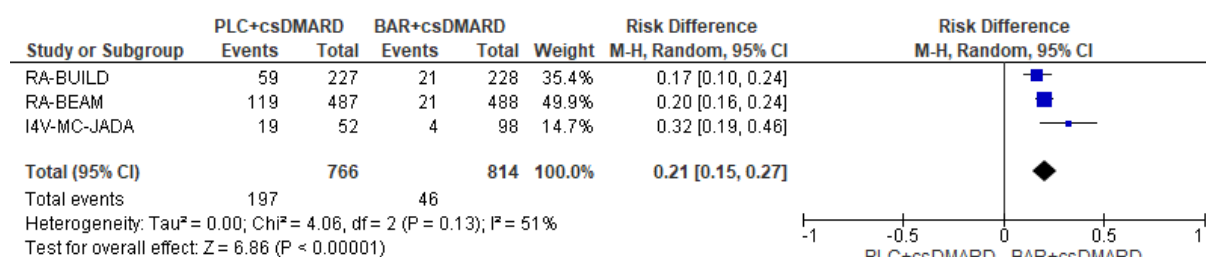 PLC+csDMARD BAR+csDMARD Risk Difference Risk Difference
Study or Subgroup Events Total Events Total Weight M-H, Random, 95% CI M-H, Random, 95% CI
RA-BUILD 59 227 21 228 35.4% 0.17 [0.10, 0.24]
RA-BEAM 119 487 21 488 49.9% 0.20 [0.16, 0.24]
I4V-MC-JADA 19 52 4 98 14.7% 0.32 [0.19, 0.46]
Total (95% CI) 766 814 100.0% 0.21 [0.15, 0.27]
Total events 197 46
Heterogeneity: Tau² = 0.00; Chi² = 4.06, df = 2 (P = 0.13); I² = 51%
Test for overall effect: Z = 6.86 (P < 0.00001)
-1 -0.5 0 0.5 1
PLC+csDMARD BAR+csDMARD